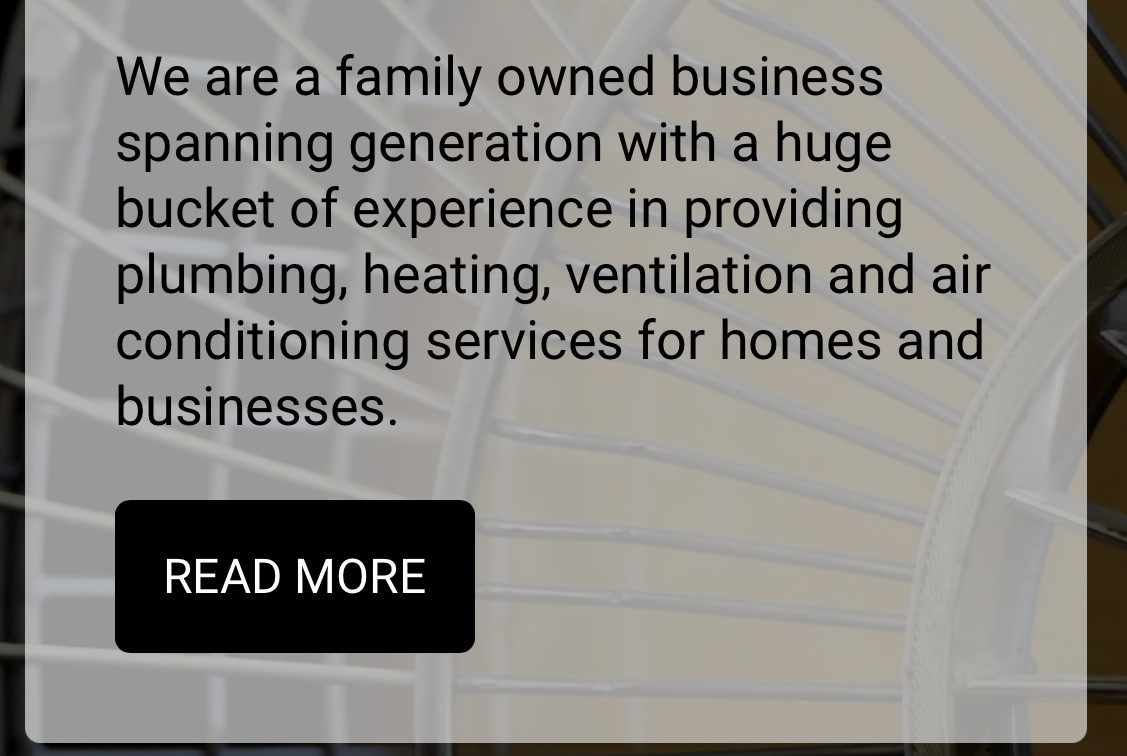 We are a family owned business
spanning generation with a huge
bucket of experience in providing
plumbing, heating, ventilation and air
conditioning services for homes and
businesses.
READ MORE